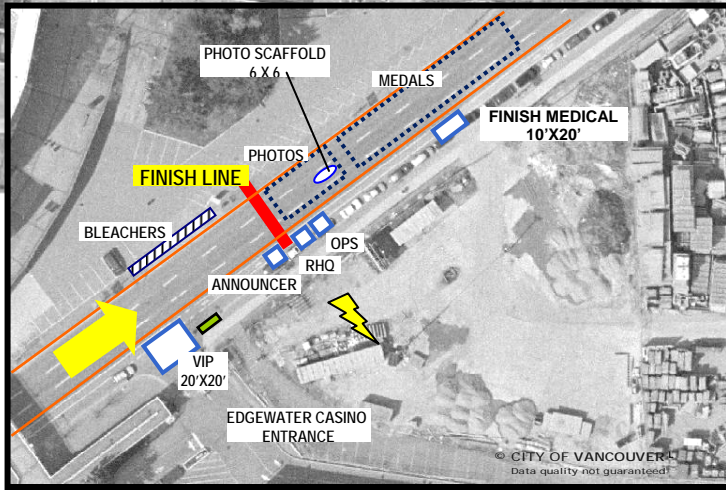 PHOTO SCAFFOLD
6 X 6
MEDALS
FINISH MEDICAL
10'X20'
PHOTOS
FINISH LINE
BLEACHERS
OPS
RHQ
ANNOUNCER
VIP
20'X20'
EDGEWATER CASINO
ENTRANCE
© CITY OF VANCOUVER
Data quality not guaranteed